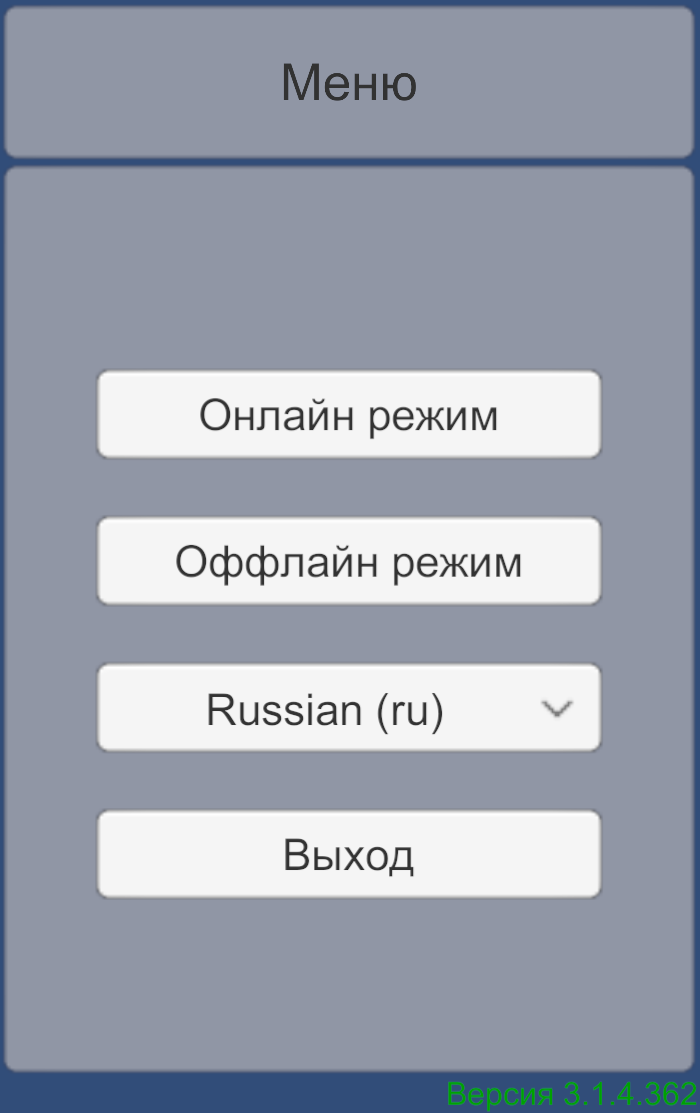 Меню
Онлайн режим
Оффлайн режим
Russian (ru)
Выход
Версия 3.1.4.362